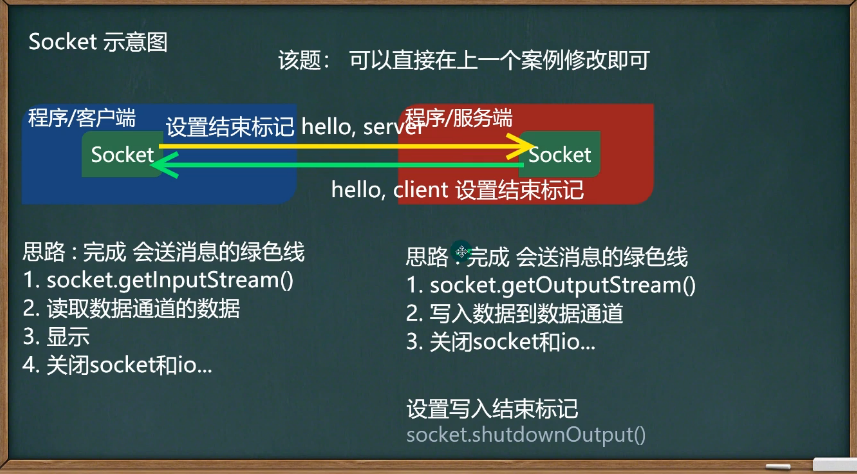 Socket 示意图
该题： 可以直接在上一个案例修改即可
程序/客户端
程序/服务端
设置结束标记 hello, server
Socket
Socket
hello, client 设置结束标记
思路 : 完成 会送消息的绿色线
1. socket.getInputStream()
2. 读取数据通道的数据
3. 显示
4. 关闭socket和io...
思路 : 完成 会送消息的绿色线
1. socket.getOutputStream()
2. 写入数据到数据通道
3. 关闭socket和io...
设置写入结束标记
socket.shutdownOutput()